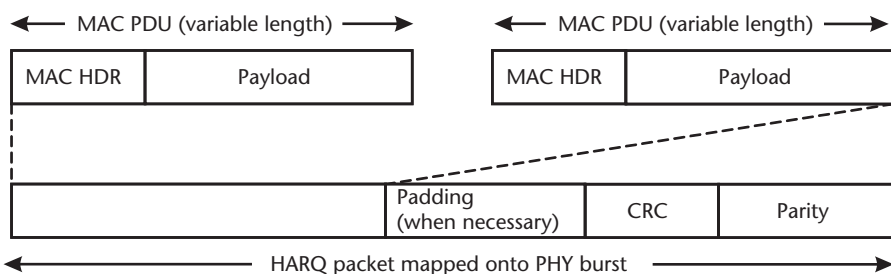 MAC PDU (variable length) MAC PDU (variable length)
MAC HDR Payload MAC HDR Payload
Padding
(when necessary) CRC Parity
HARQ packet mapped onto PHY burst